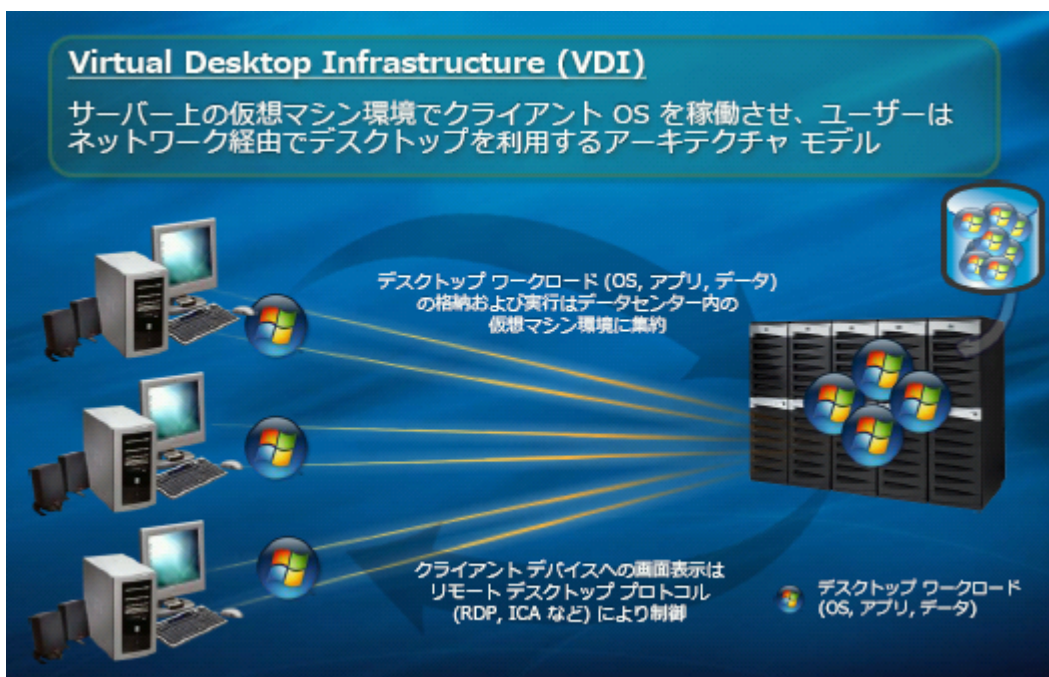 Virtual Desktop Infrastructure (VDI)
サーバー上の仮想マシン環境でクライアント OS を稼働させ、ユーザーは
ネットワーク経由でデスクトップを利用するアーキテクチャ モデル
デスクトップ ワークロード (OS, アプリ, データ)
の格納および実行はデータセンター内の
仮想マシン環境に集約
クライアント デバイスへの画面表示は
リモート デスクトップ プロトコル
(RDP, ICA など) により制御
デスクトップ ワークロード
(OS, アプリ, データ)